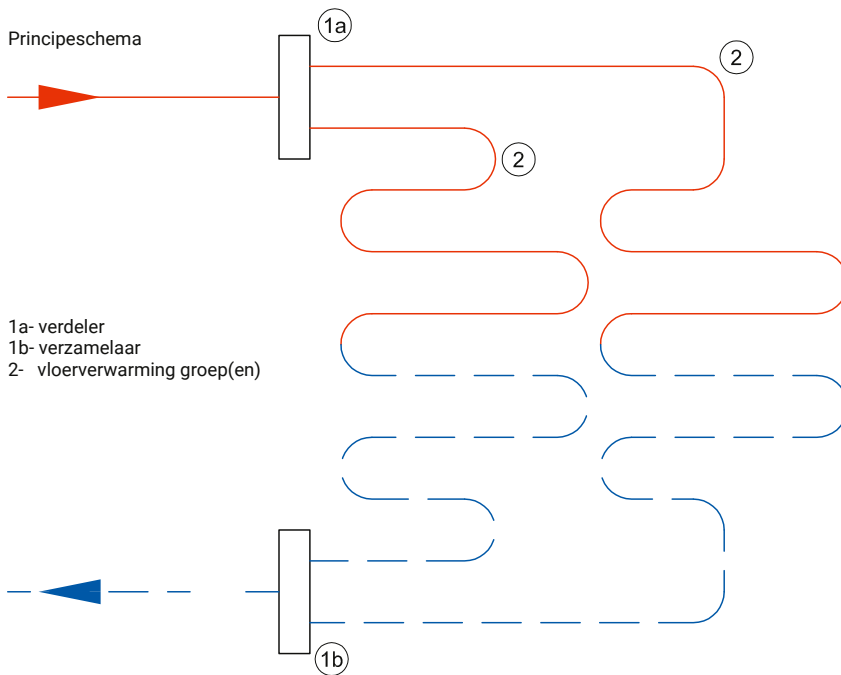 1a
Principeschema
2
2
1a- verdeler
1b- verzamelaar
2- vloerverwarming groep(en)
1b